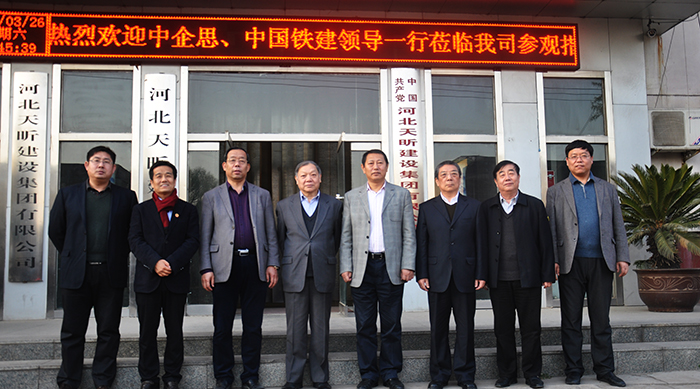 /03/26
期六
15:39
热烈欢迎中企思、中国铁建领导一行莅临我司参观指
河北天昕建设集团有限公司
河北天昕
中国
共产党
河北天昕建设集团有